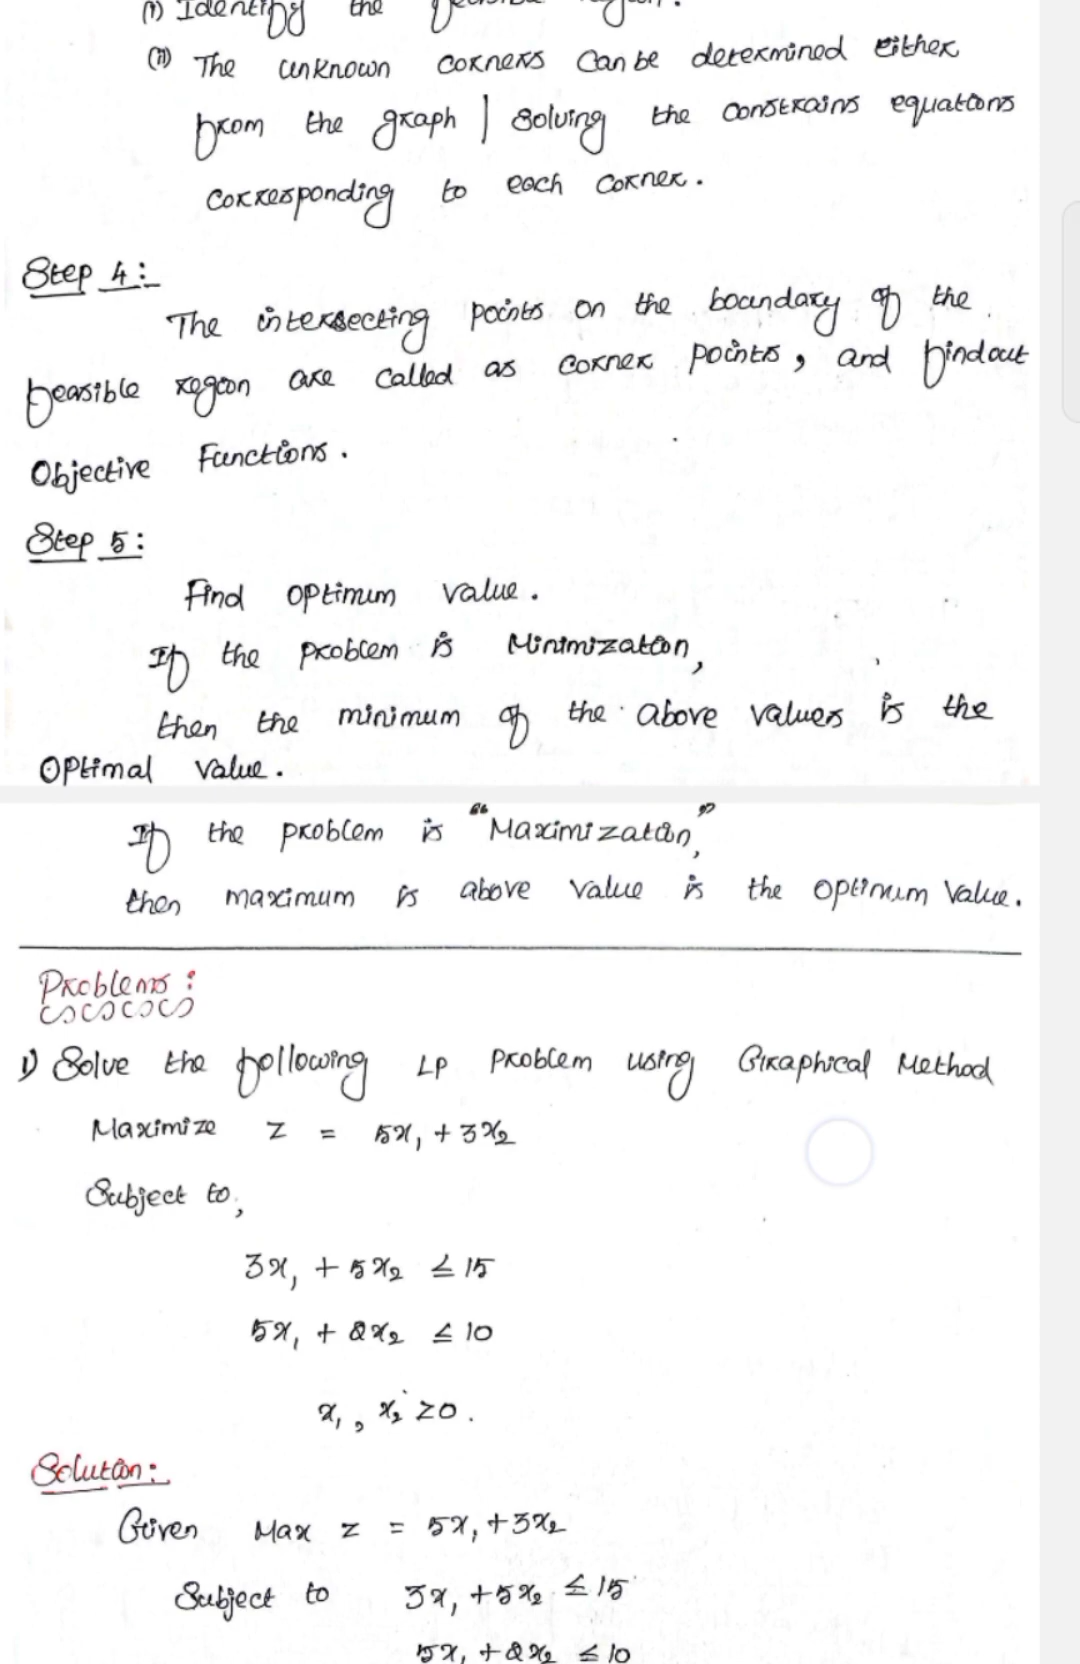 (i) Identify the feasible region.
(ii) The unknown corners can be determined either
from the graph | solving the constrains equations
corresponding to each corner.
Step 4:
The intersecting points on the boundary of the
feasible region are called as corner points, and findout
Objective Functions.
Step 5:
Find optimum value.
If the problem is Minimization,
then the minimum of the above values is the
Optimal value.
If the problem is "Maximization,"
then maximum is above value is the optimum value.
Problems:
1) Solve the following LP Problem using Graphical Method
Maximize z = 5x₁ + 3x₂
Subject to,
3x₁ + 5x₂ ≤ 15
5x₁ + 2x₂ ≤ 10
x₁, x₂ ≥ 0.
Solution:
Given Max z = 5x₁ + 3x₂
Subject to 3x₁ + 5x₂ ≤ 15
5x₁ + 2x₂ ≤ 10